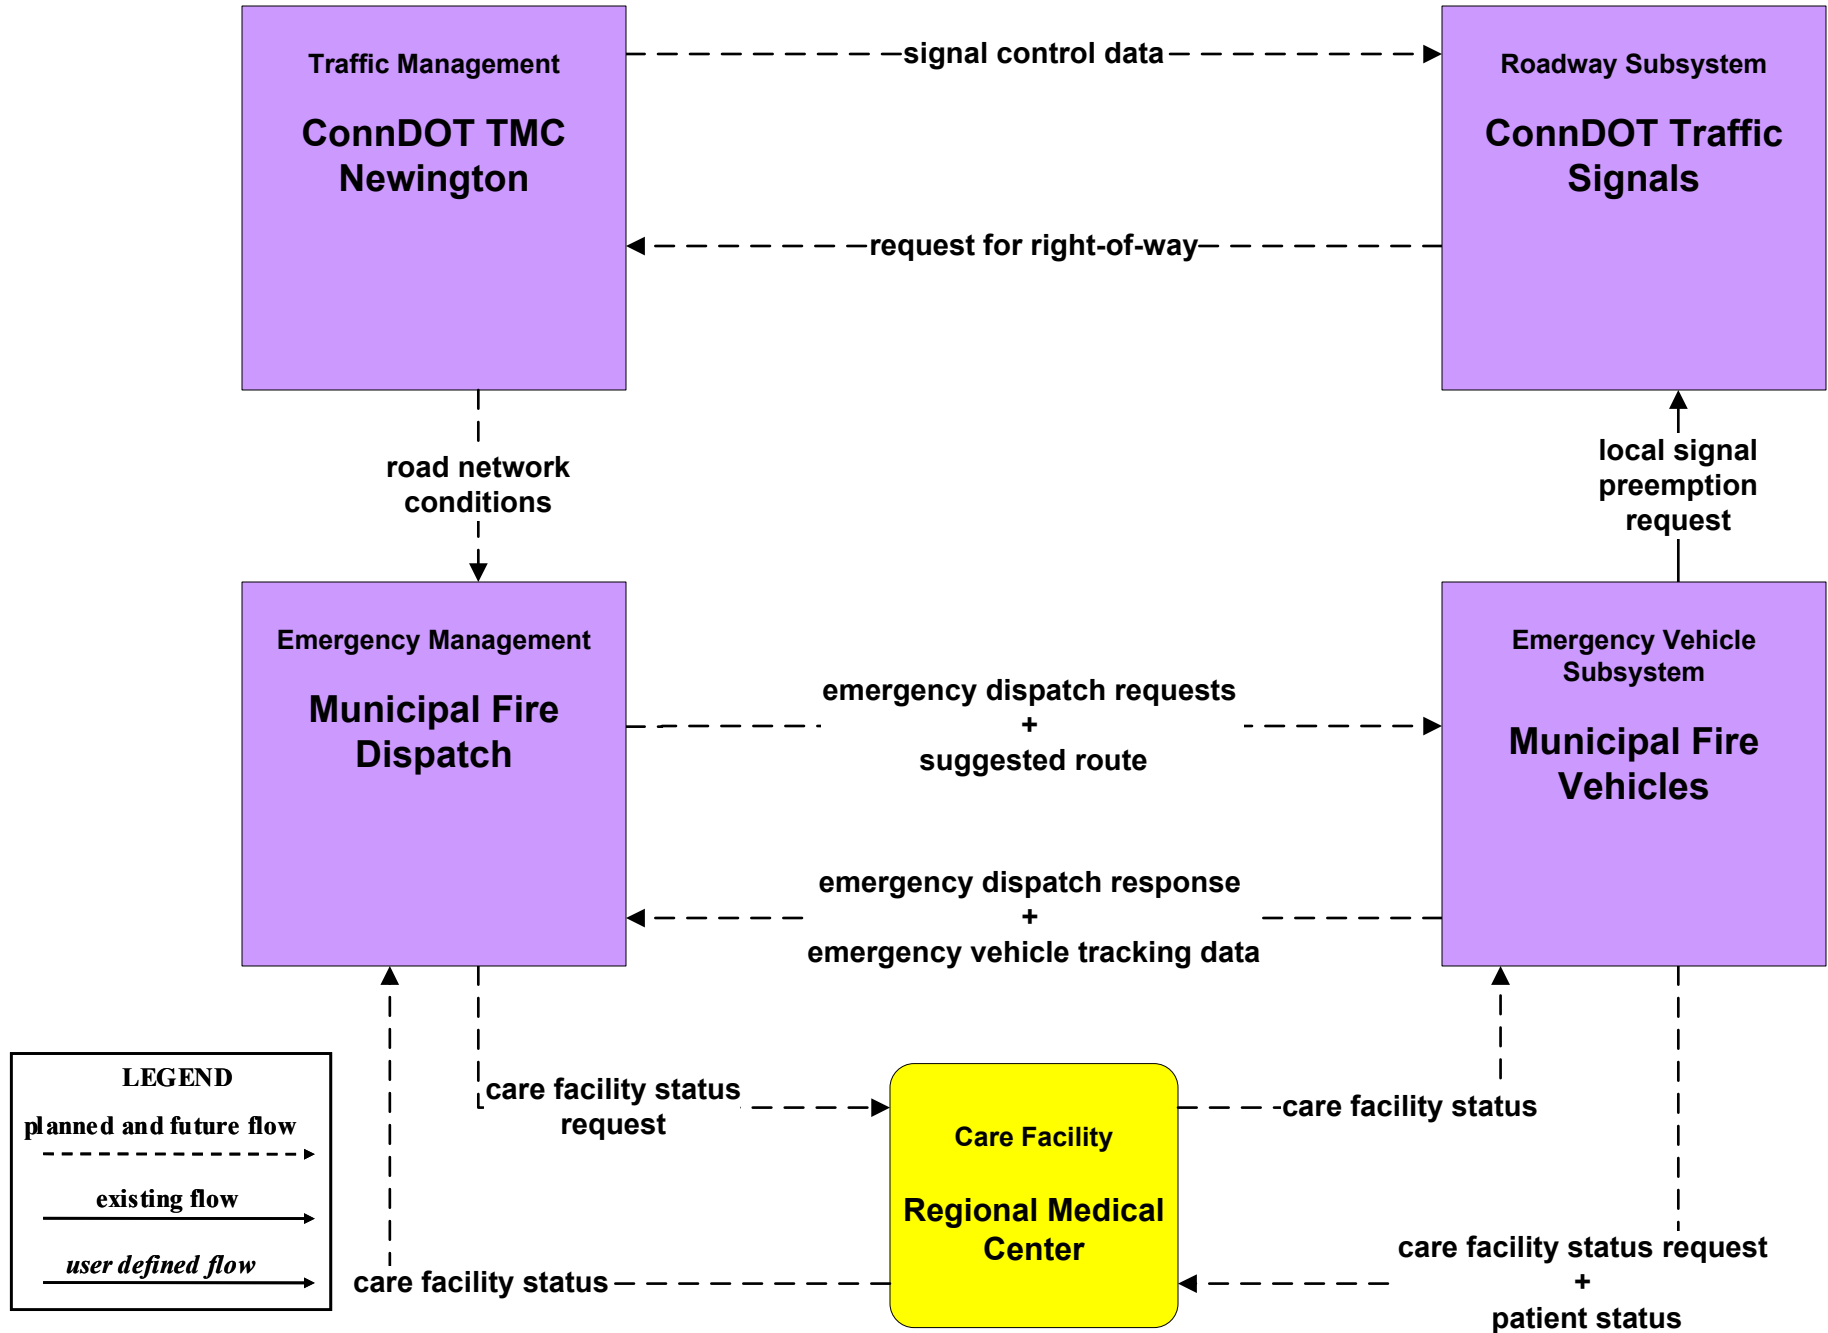 Traffic Management
ConnDOT TMC
Newington
signal control data
Roadway Subsystem
ConnDOT Traffic
Signals
request for right-of-way
road network
conditions
local signal
preemption
request
Emergency Management
Municipal Fire
Dispatch
emergency dispatch requests
+
suggested route
Emergency Vehicle
Subsystem
Municipal Fire
Vehicles
emergency dispatch response
+
emergency vehicle tracking data
LEGEND
planned and future flow
existing flow
user defined flow
care facility status
request
Care Facility
Regional Medical
Center
care facility status
care facility status
care facility status request
+
patient status